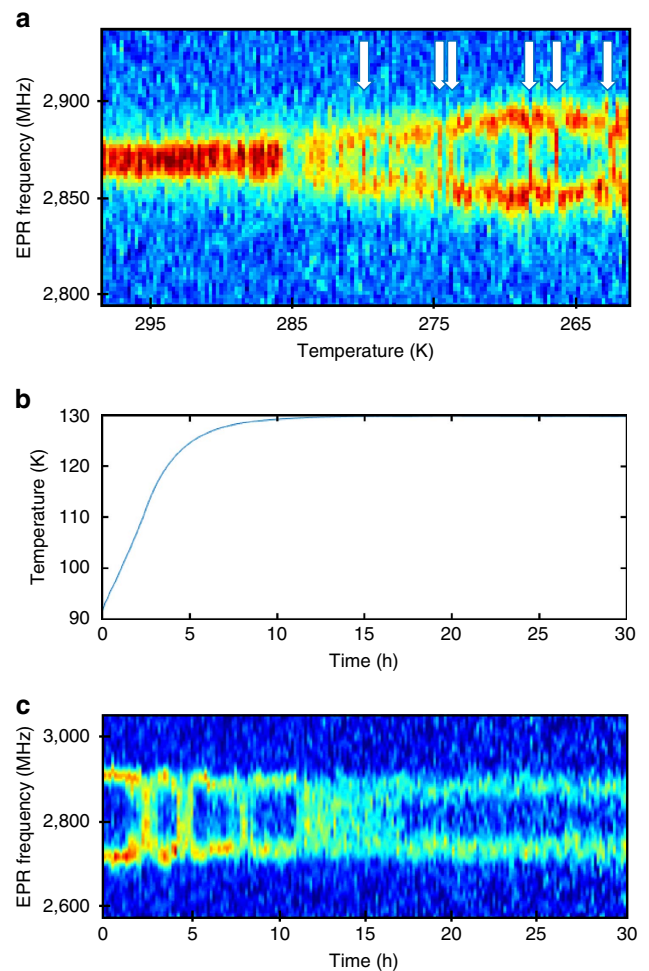 a
EPR frequency (MHz)
2,900
2,850
2,800
295 285 275 265
Temperature (K)
b
Temperature (K)
130
120
110
100
90
0 5 10 15 20 25 30
Time (h)
c
EPR frequency (MHz)
3,000
2,800
2,600
0 5 10 15 20 25 30
Time (h)